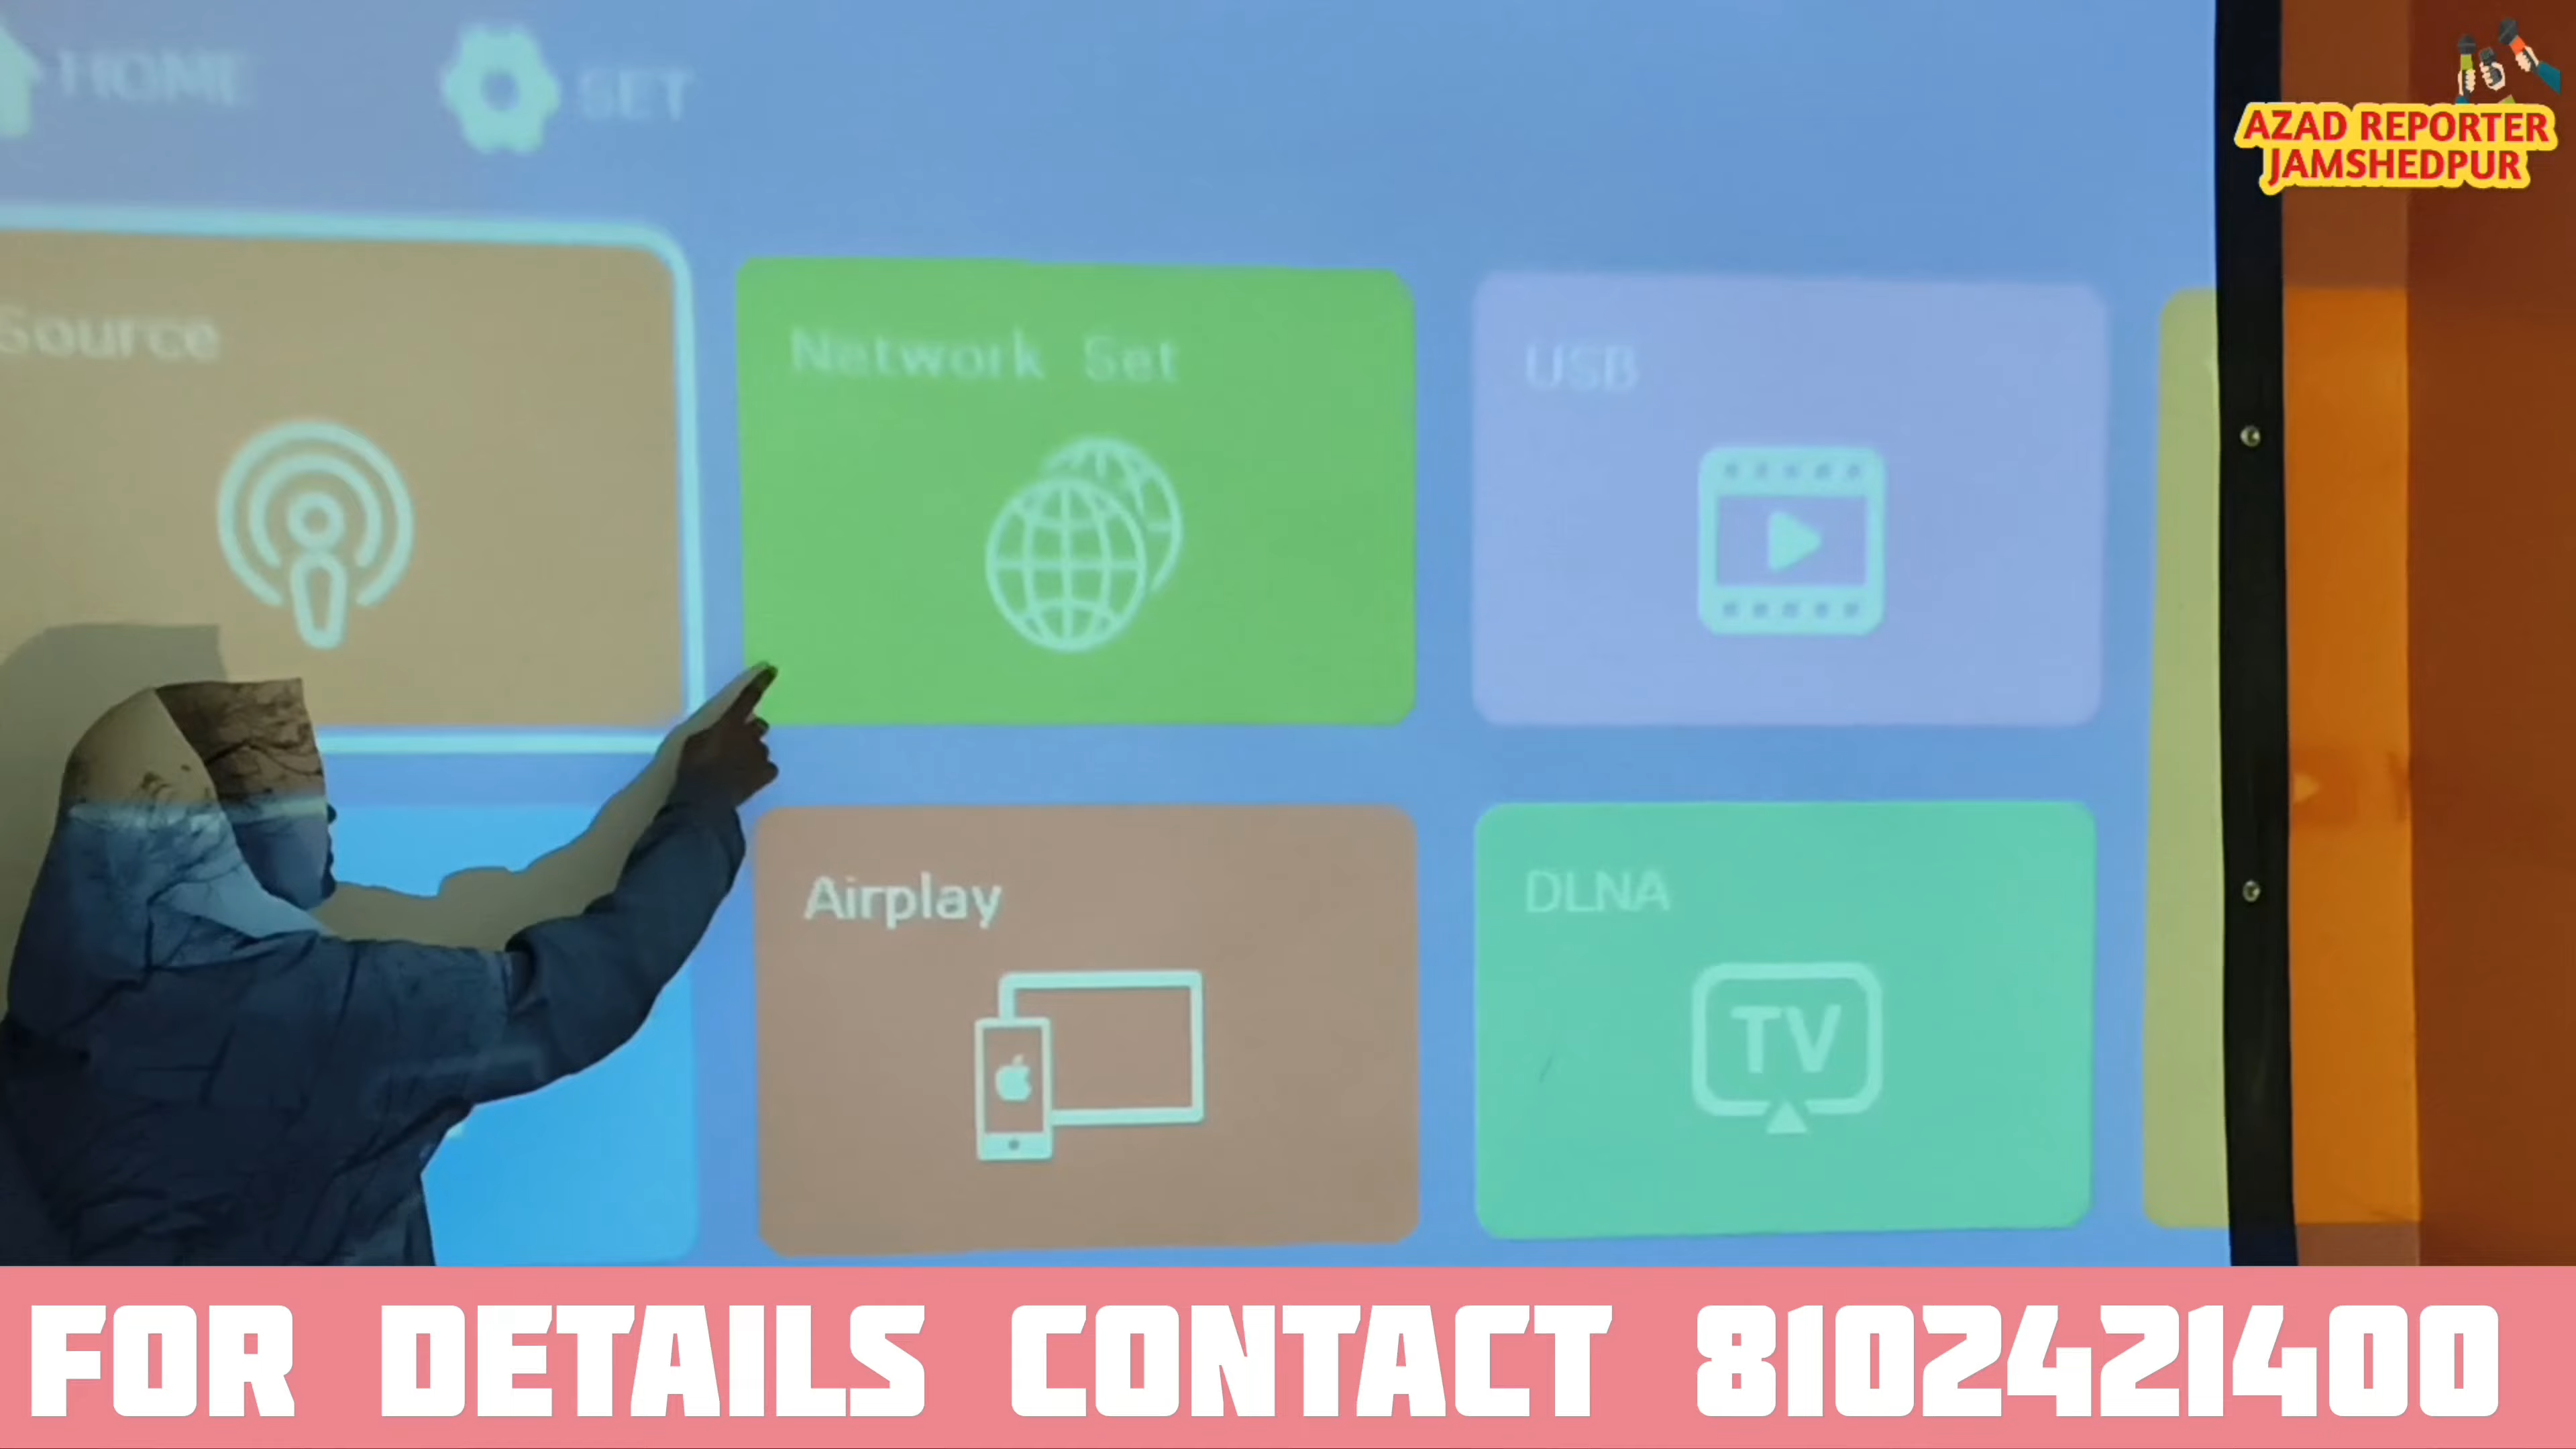 HOME
SET
AZAD REPORTER
JAMSHEDPUR
Source
Network Set
USB
Airplay
DLNA
TV
FOR DETAILS CONTACT 8102421400